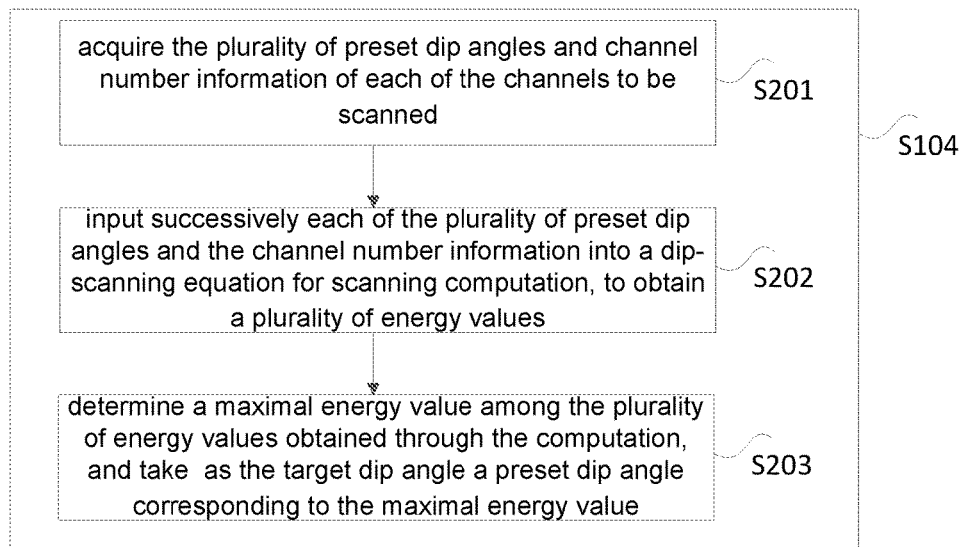 acquire the plurality of preset dip angles and channel
number information of each of the channels to be
scanned
S201
S104
input successively each of the plurality of preset dip
angles and the channel number information into a dip-
scanning equation for scanning computation, to obtain
a plurality of energy values
S202
determine a maximal energy value among the plurality
of energy values obtained through the computation,
and take as the target dip angle a preset dip angle
corresponding to the maximal energy value
S203